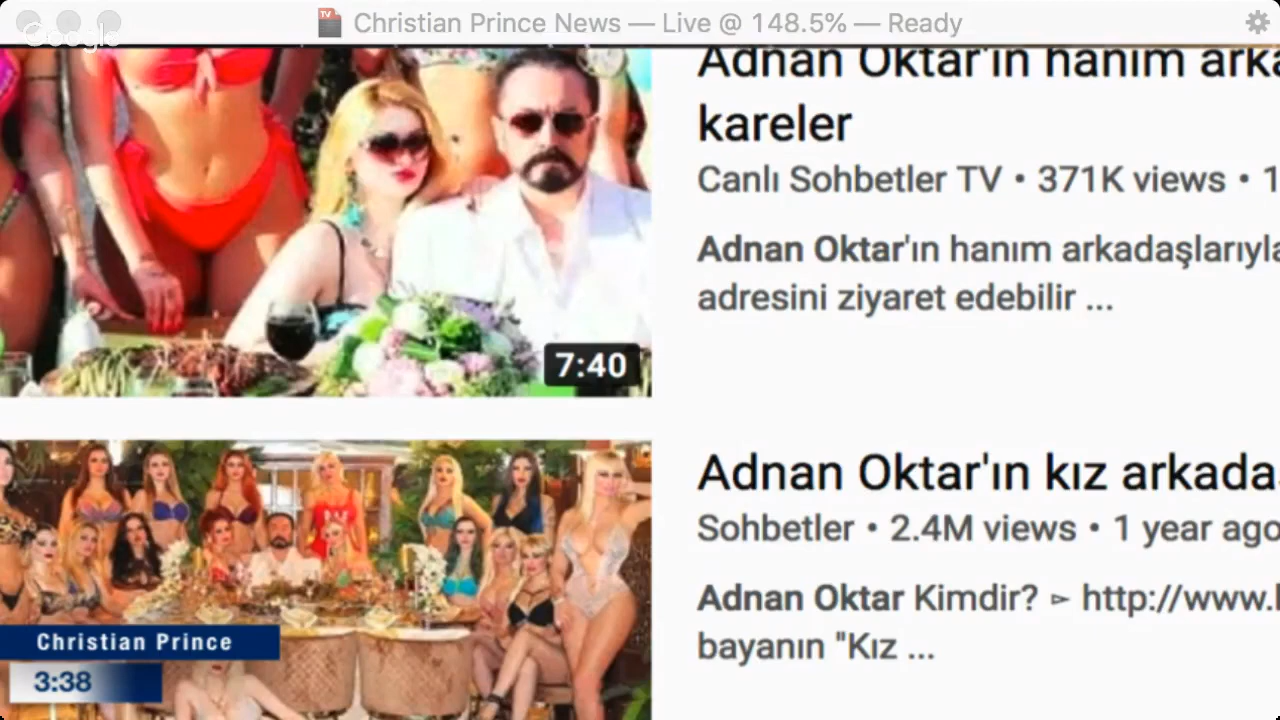 Google
Christian Prince News — Live @ 148.5% — Ready
Adnan Oktar'ın hanım arka
kareler
Canlı Sohbetler TV • 371K views • 1
Adnan Oktar'ın hanım arkadaşlarıyla
adresini ziyaret edebilir ...
7:40
Adnan Oktar'ın kız arkada
Sohbetler • 2.4M views • 1 year ago
Adnan Oktar Kimdir? ► http://www.
bayanın "Kız ...
Christian Prince
3:38